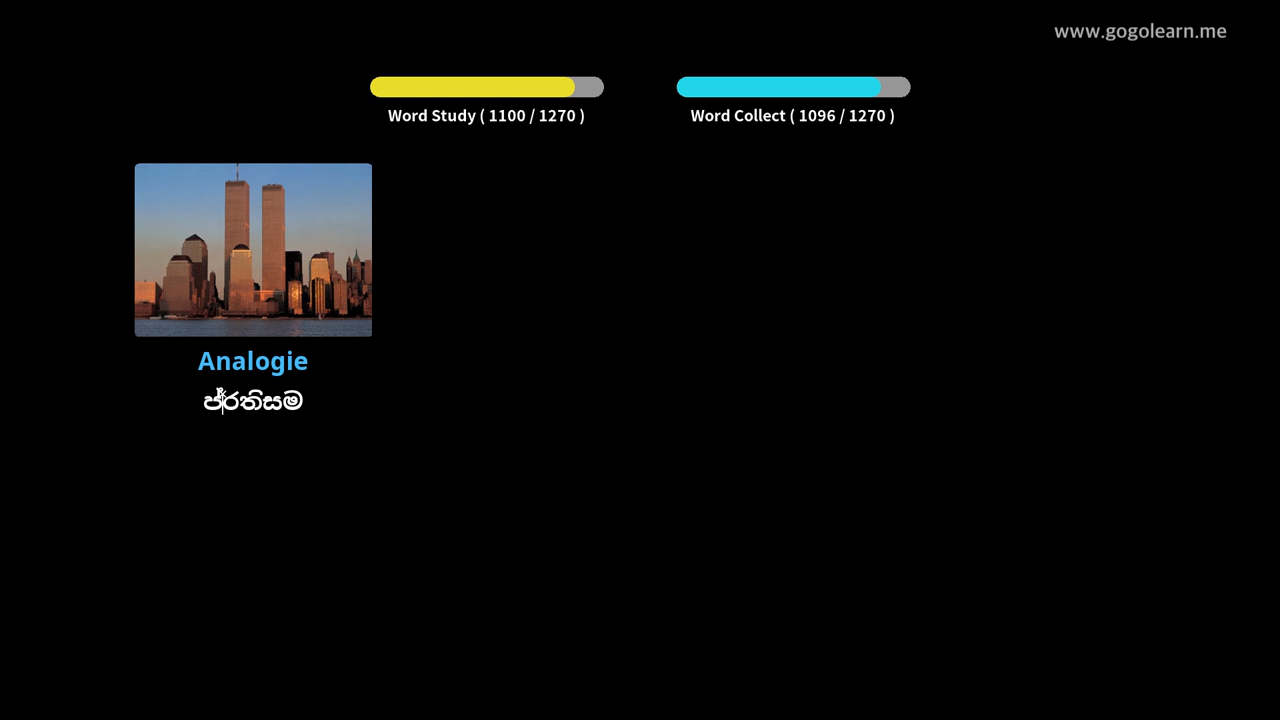 www.gogolearn.me
Word Study ( 1100 / 1270 )
Word Collect ( 1096 / 1270 )
Analogie
ප්‍රතිසම